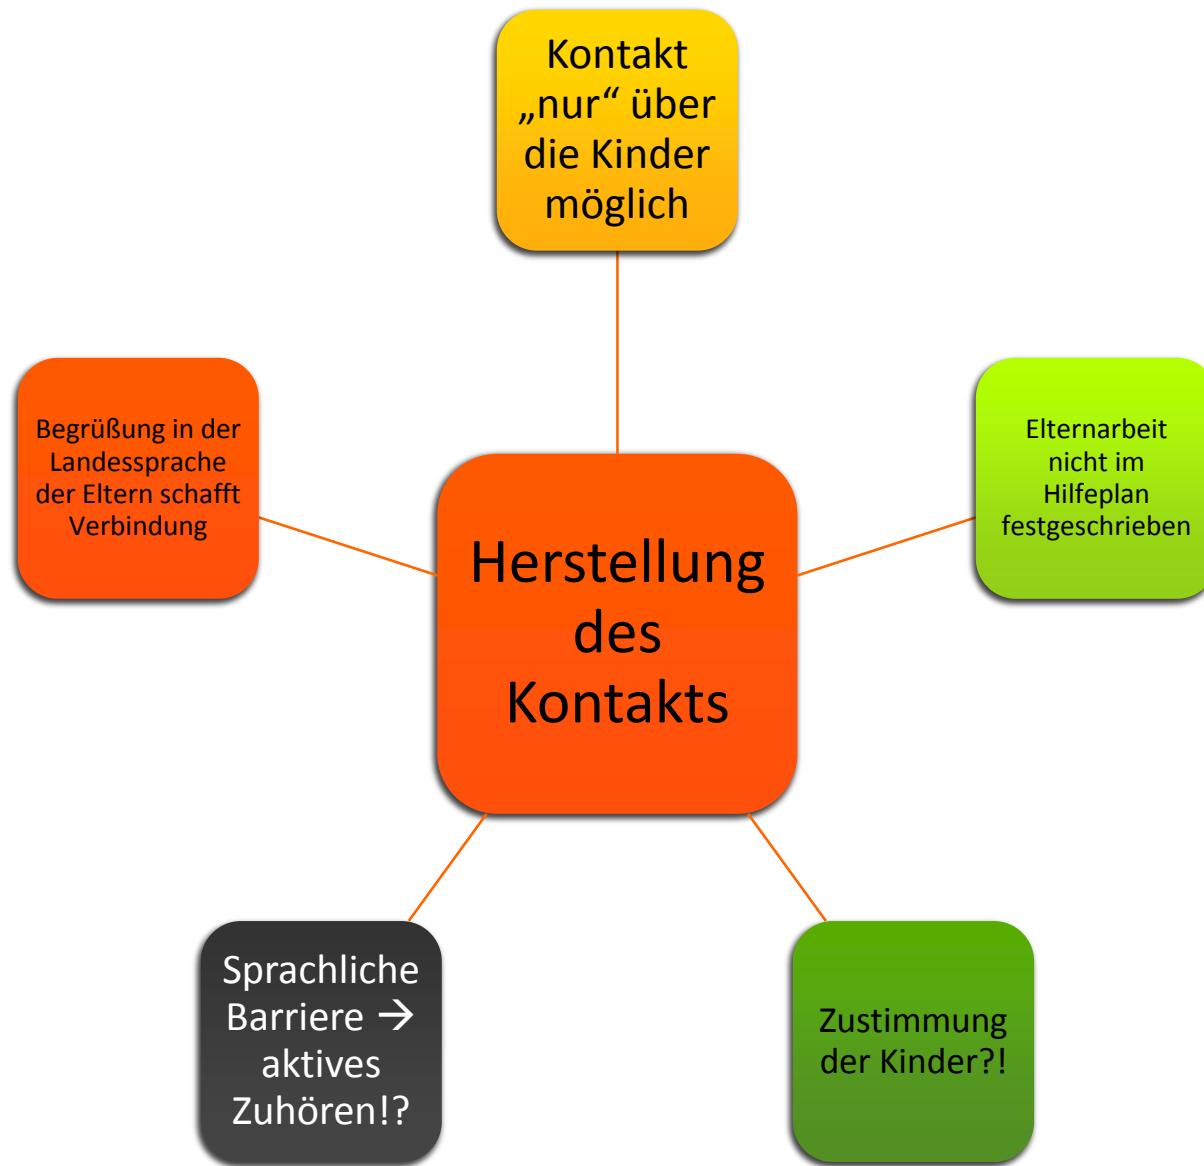 Kontakt
„nur“ über
die Kinder
möglich
Begrüßung in der
Landessprache
der Eltern schafft
Verbindung
Elternarbeit
nicht im
Hilfeplan
festgeschrieben
Herstellung
des
Kontakts
Sprachliche
Barriere →
aktives
Zuhören!?
Zustimmung
der Kinder?!